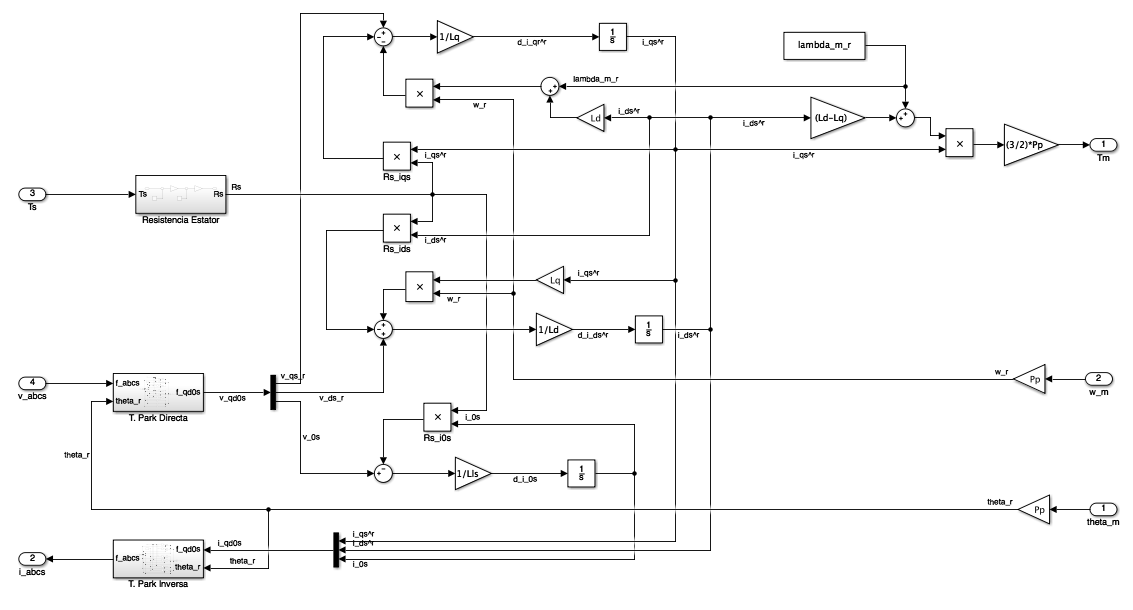 lambda_m_r
+
−
−
1/Lq
d_i_qr^r
1
s
i_qs^r
×
w_r
+
+
lambda_m_r
Ld
i_ds^r
i_ds^r
(Ld-Lq)
+
+
×
(3/2)*Pp
1
Tm
×
i_qs^r
Rs_iqs
i_qs^r
3
Ts
Ts
Rs
Resistencia Estator
Rs
×
i_ds^r
Rs_ids
×
w_r
Lq
i_qs^r
1/Ld
d_i_ds^r
1
s
i_ds^r
4
v_abcs
f_abcs
theta_r
f_qd0s
T. Park Directa
v_qd0s
v_qs_r
v_ds_r
v_0s
w_r
Pp
2
w_m
×
i_0s
Rs_i0s
theta_r
+
−
1/Lls
d_i_0s
1
s
theta_r
Pp
1
theta_m
2
i_abcs
f_abcs
f_qd0s
theta_r
T. Park Inversa
i_qd0s
theta_r
i_qs^r
i_ds^r
i_0s